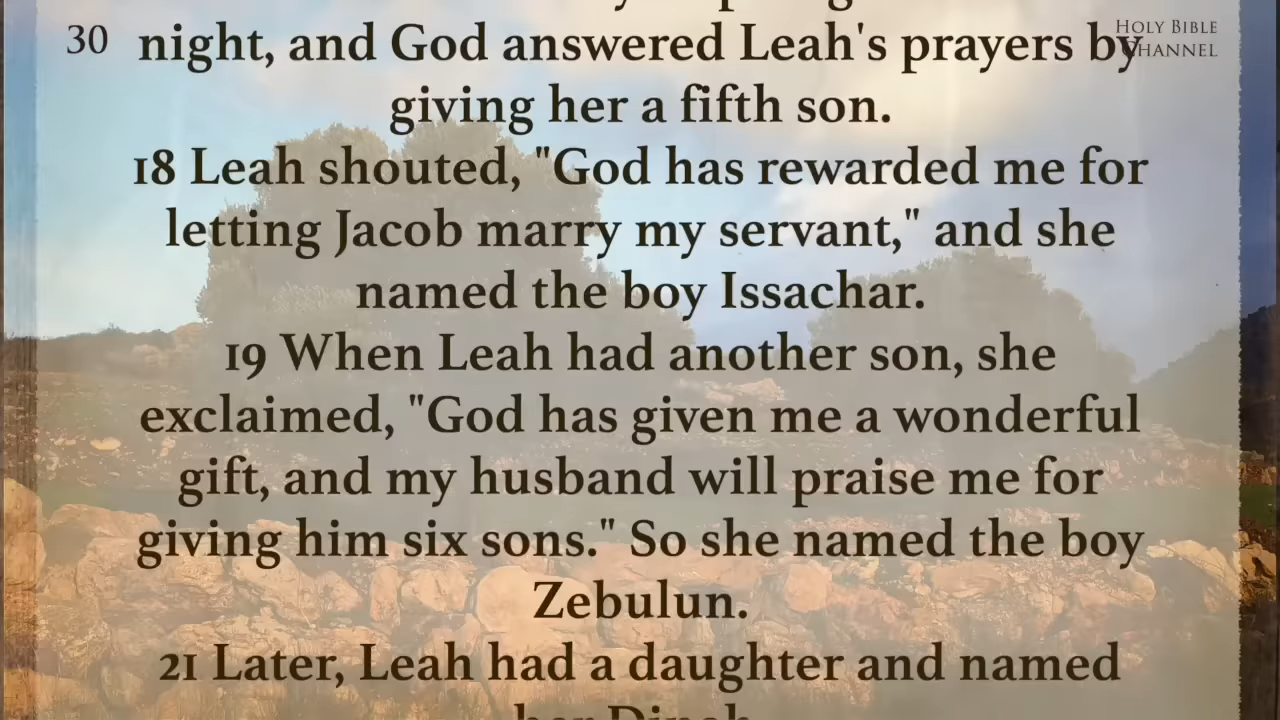 30
HOLY BIBLE
CHANNEL
night, and God answered Leah's prayers by
giving her a fifth son.
18 Leah shouted, "God has rewarded me for
letting Jacob marry my servant," and she
named the boy Issachar.
19 When Leah had another son, she
exclaimed, "God has given me a wonderful
gift, and my husband will praise me for
giving him six sons." So she named the boy
Zebulun.
21 Later, Leah had a daughter and named
her Dinah.